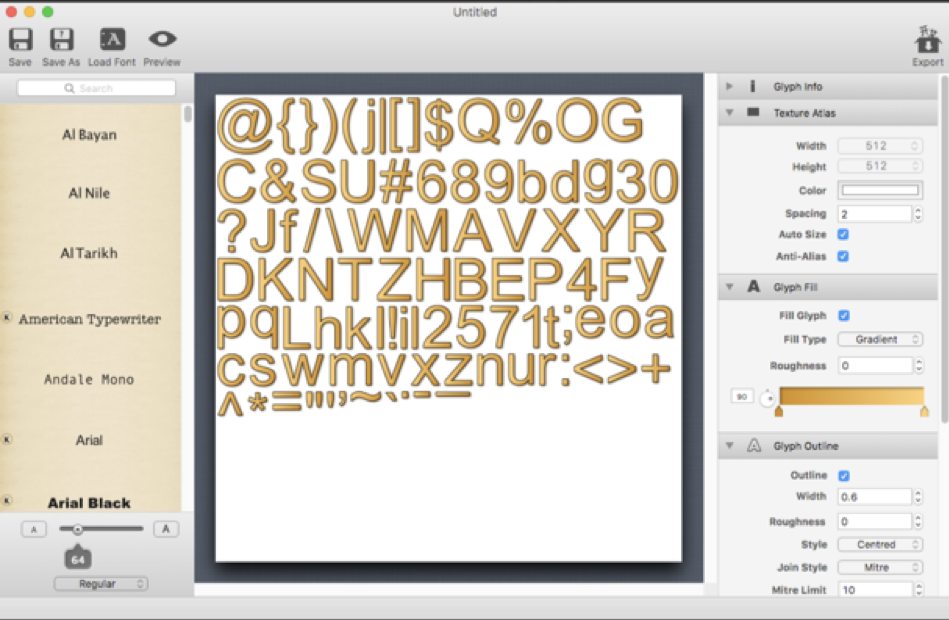 Untitled
Save Save As Load Font Preview Export
Search
Al Bayan
Al Nile
Al Tarikh
American Typewriter
Andale Mono
Arial
Arial Black
A A
64
Regular
@{})(j|[]$Q%OG
C&SU#689bdg30
?Jf/\WMAVXYR
DKNTZHBEP4Fy
pqLhk!!il2571t;eoa
cswmvxznur:<>+
^*="'’~`¨-—
Glyph Info
Texture Atlas
Width 512
Height 512
Color
Spacing 2
Auto Size
Anti-Alias
Glyph Fill
Fill Glyph
Fill Type Gradient
Roughness 0
90
Glyph Outline
Outline
Width 0.6
Roughness 0
Style Centred
Join Style Mitre
Mitre Limit 10